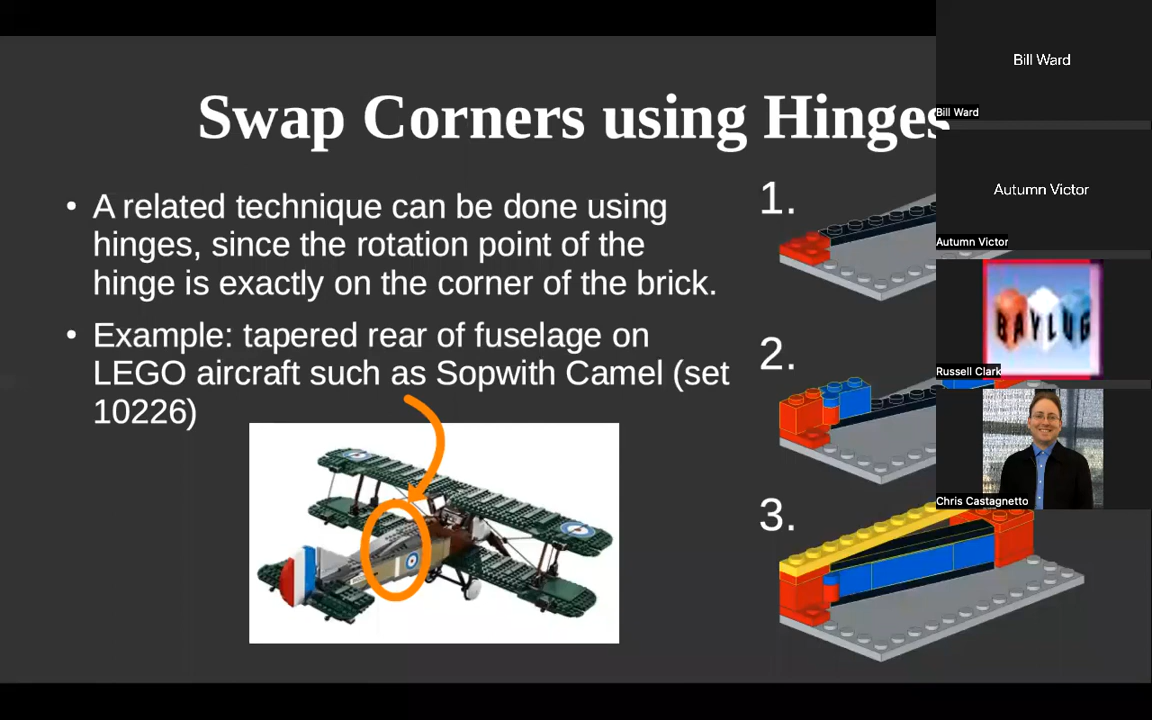 Swap Corners using Hinges
• A related technique can be done using
hinges, since the rotation point of the
hinge is exactly on the corner of the brick.
• Example: tapered rear of fuselage on
LEGO aircraft such as Sopwith Camel (set
10226)
1.
2.
3.
Bill Ward
Bill Ward
Autumn Victor
Autumn Victor
BAYLUG
Russell Clark
Chris Castagnetto